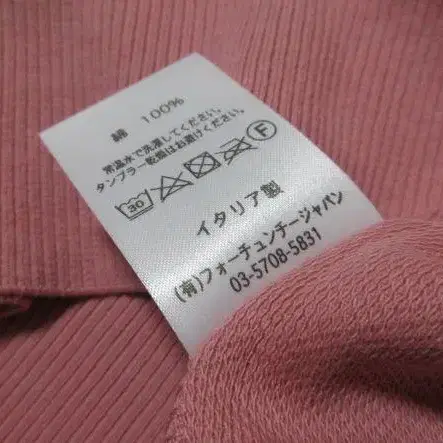 綿 100%
常温水で洗濯してください。
タンブラー乾燥はお避けください。
30 F
イタリア製
(有)フォーチュンチージャパン
03-5708-5831